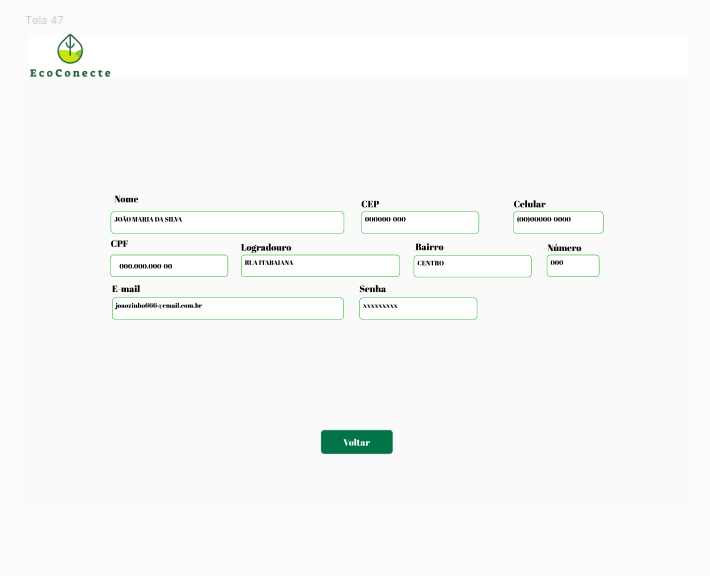 Tela 47
EcoConecte
Nome
CEP
Celular
JOÃO MARIA DA SILVA
000000-000
(00)00000-0000
CPF
Logradouro
Bairro
Número
000.000.000-00
RUA ITABAIANA
CENTRO
000
E-mail
Senha
joaozinho666@email.com.br
xxxxxxxxx
Voltar